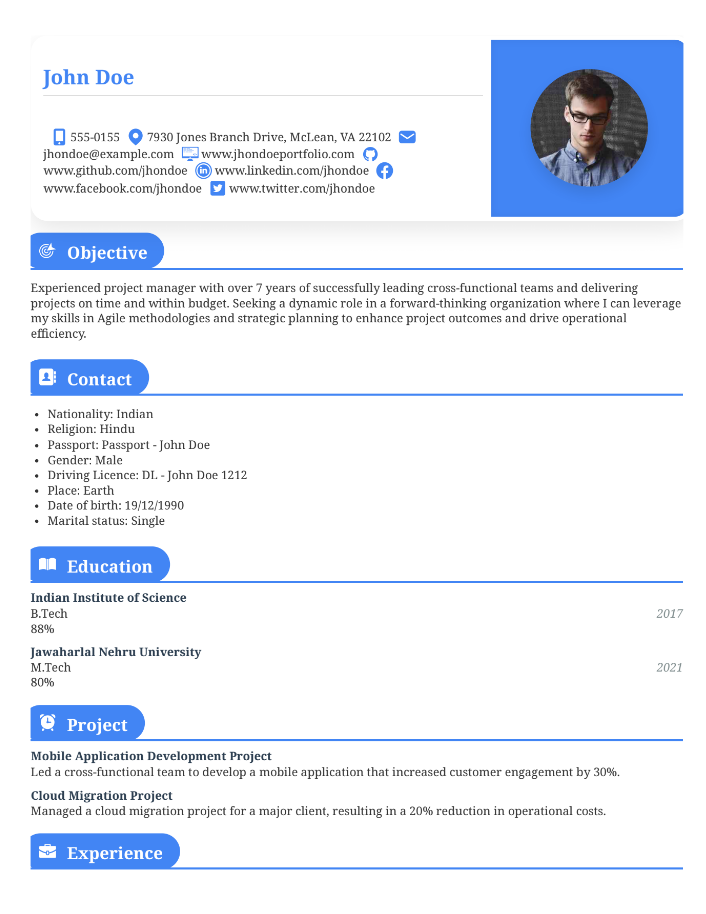 John Doe
555-0155 7930 Jones Branch Drive, McLean, VA 22102
jhondoe@example.com www.jhondoeportfolio.com
www.github.com/jhondoe www.linkedin.com/jhondoe
www.facebook.com/jhondoe www.twitter.com/jhondoe
Objective
Experienced project manager with over 7 years of successfully leading cross-functional teams and delivering
projects on time and within budget. Seeking a dynamic role in a forward-thinking organization where I can leverage
my skills in Agile methodologies and strategic planning to enhance project outcomes and drive operational
efficiency.
Contact
• Nationality: Indian
• Religion: Hindu
• Passport: Passport - John Doe
• Gender: Male
• Driving Licence: DL - John Doe 1212
• Place: Earth
• Date of birth: 19/12/1990
• Marital status: Single
Education
Indian Institute of Science
B.Tech 2017
88%
Jawaharlal Nehru University
M.Tech 2021
80%
Project
Mobile Application Development Project
Led a cross-functional team to develop a mobile application that increased customer engagement by 30%.
Cloud Migration Project
Managed a cloud migration project for a major client, resulting in a 20% reduction in operational costs.
Experience